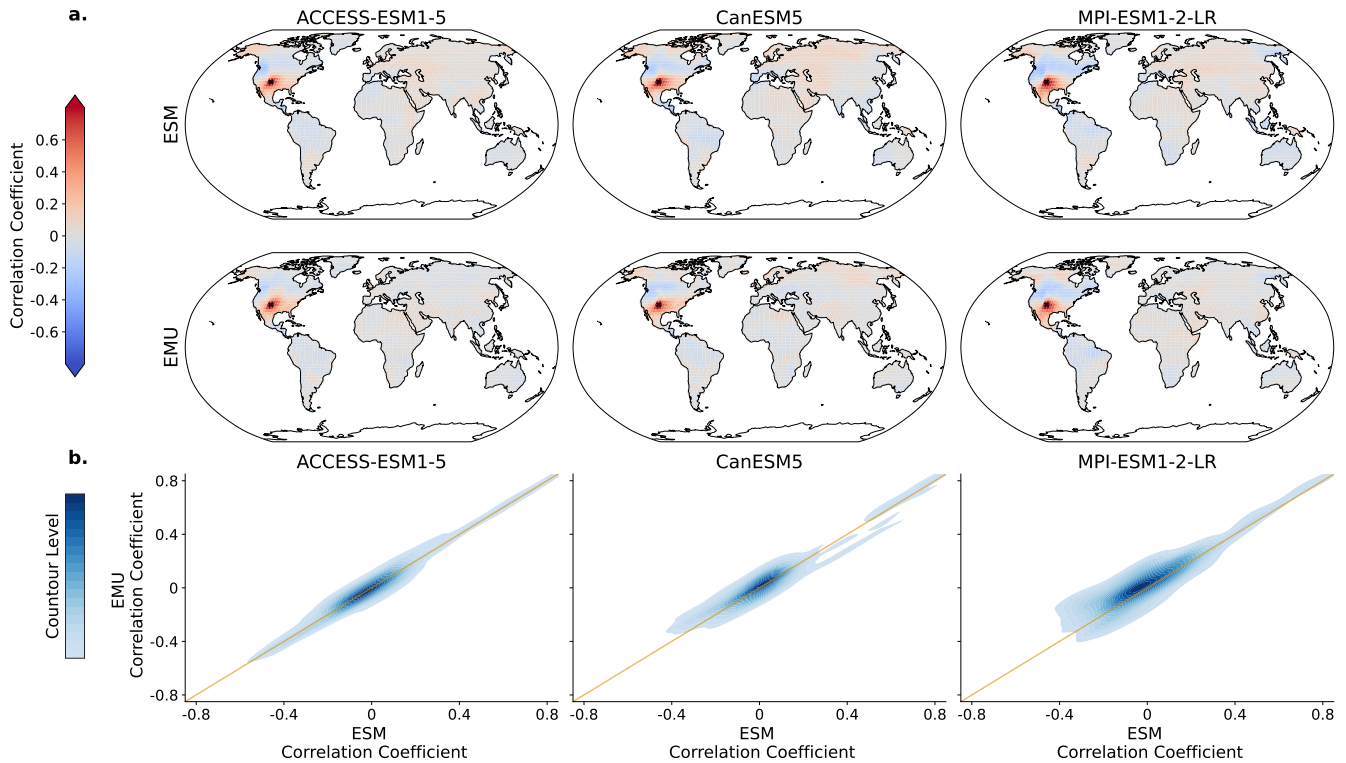 a.
ACCESS-ESM1-5
CanESM5
MPI-ESM1-2-LR
ESM
Correlation Coefficient
0.6
0.4
0.2
0
-0.2
-0.4
-0.6
EMU
b.
ACCESS-ESM1-5
CanESM5
MPI-ESM1-2-LR
Countour Level
EMU
Correlation Coefficient
0.8
0.4
0
-0.4
-0.8
-0.8 -0.4 0 0.4 0.8
-0.8 -0.4 0 0.4 0.8
-0.8 -0.4 0 0.4 0.8
ESM
Correlation Coefficient
ESM
Correlation Coefficient
ESM
Correlation Coefficient